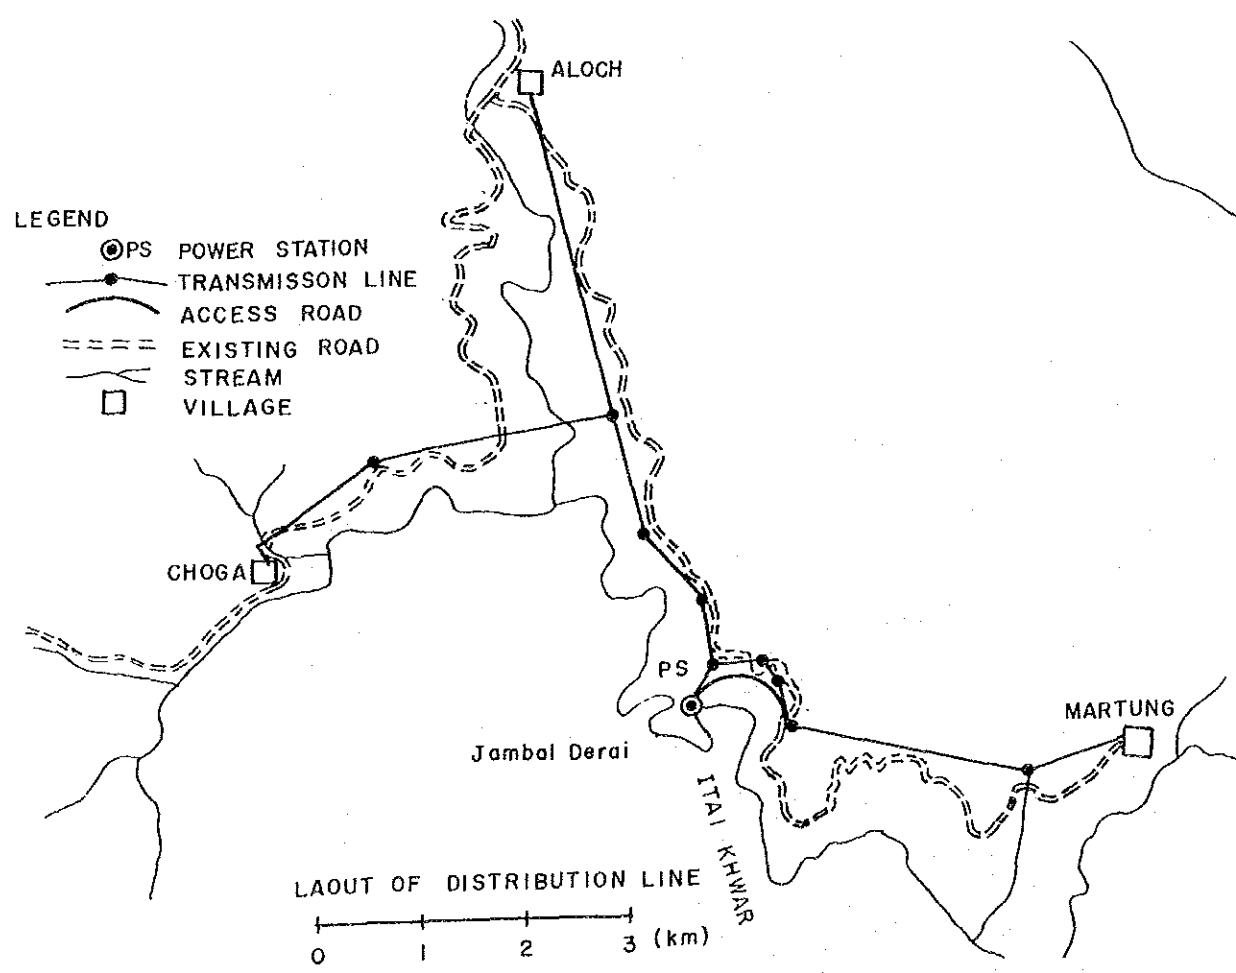 ALOCH
LEGEND
PS POWER STATION
TRANSMISSON LINE
ACCESS ROAD
EXISTING ROAD
STREAM
VILLAGE
CHOGA
PS
MARTUNG
Jambal Derai
ITAI KHWAR
LAOUT OF DISTRIBUTION LINE
0 1 2 3 (km)